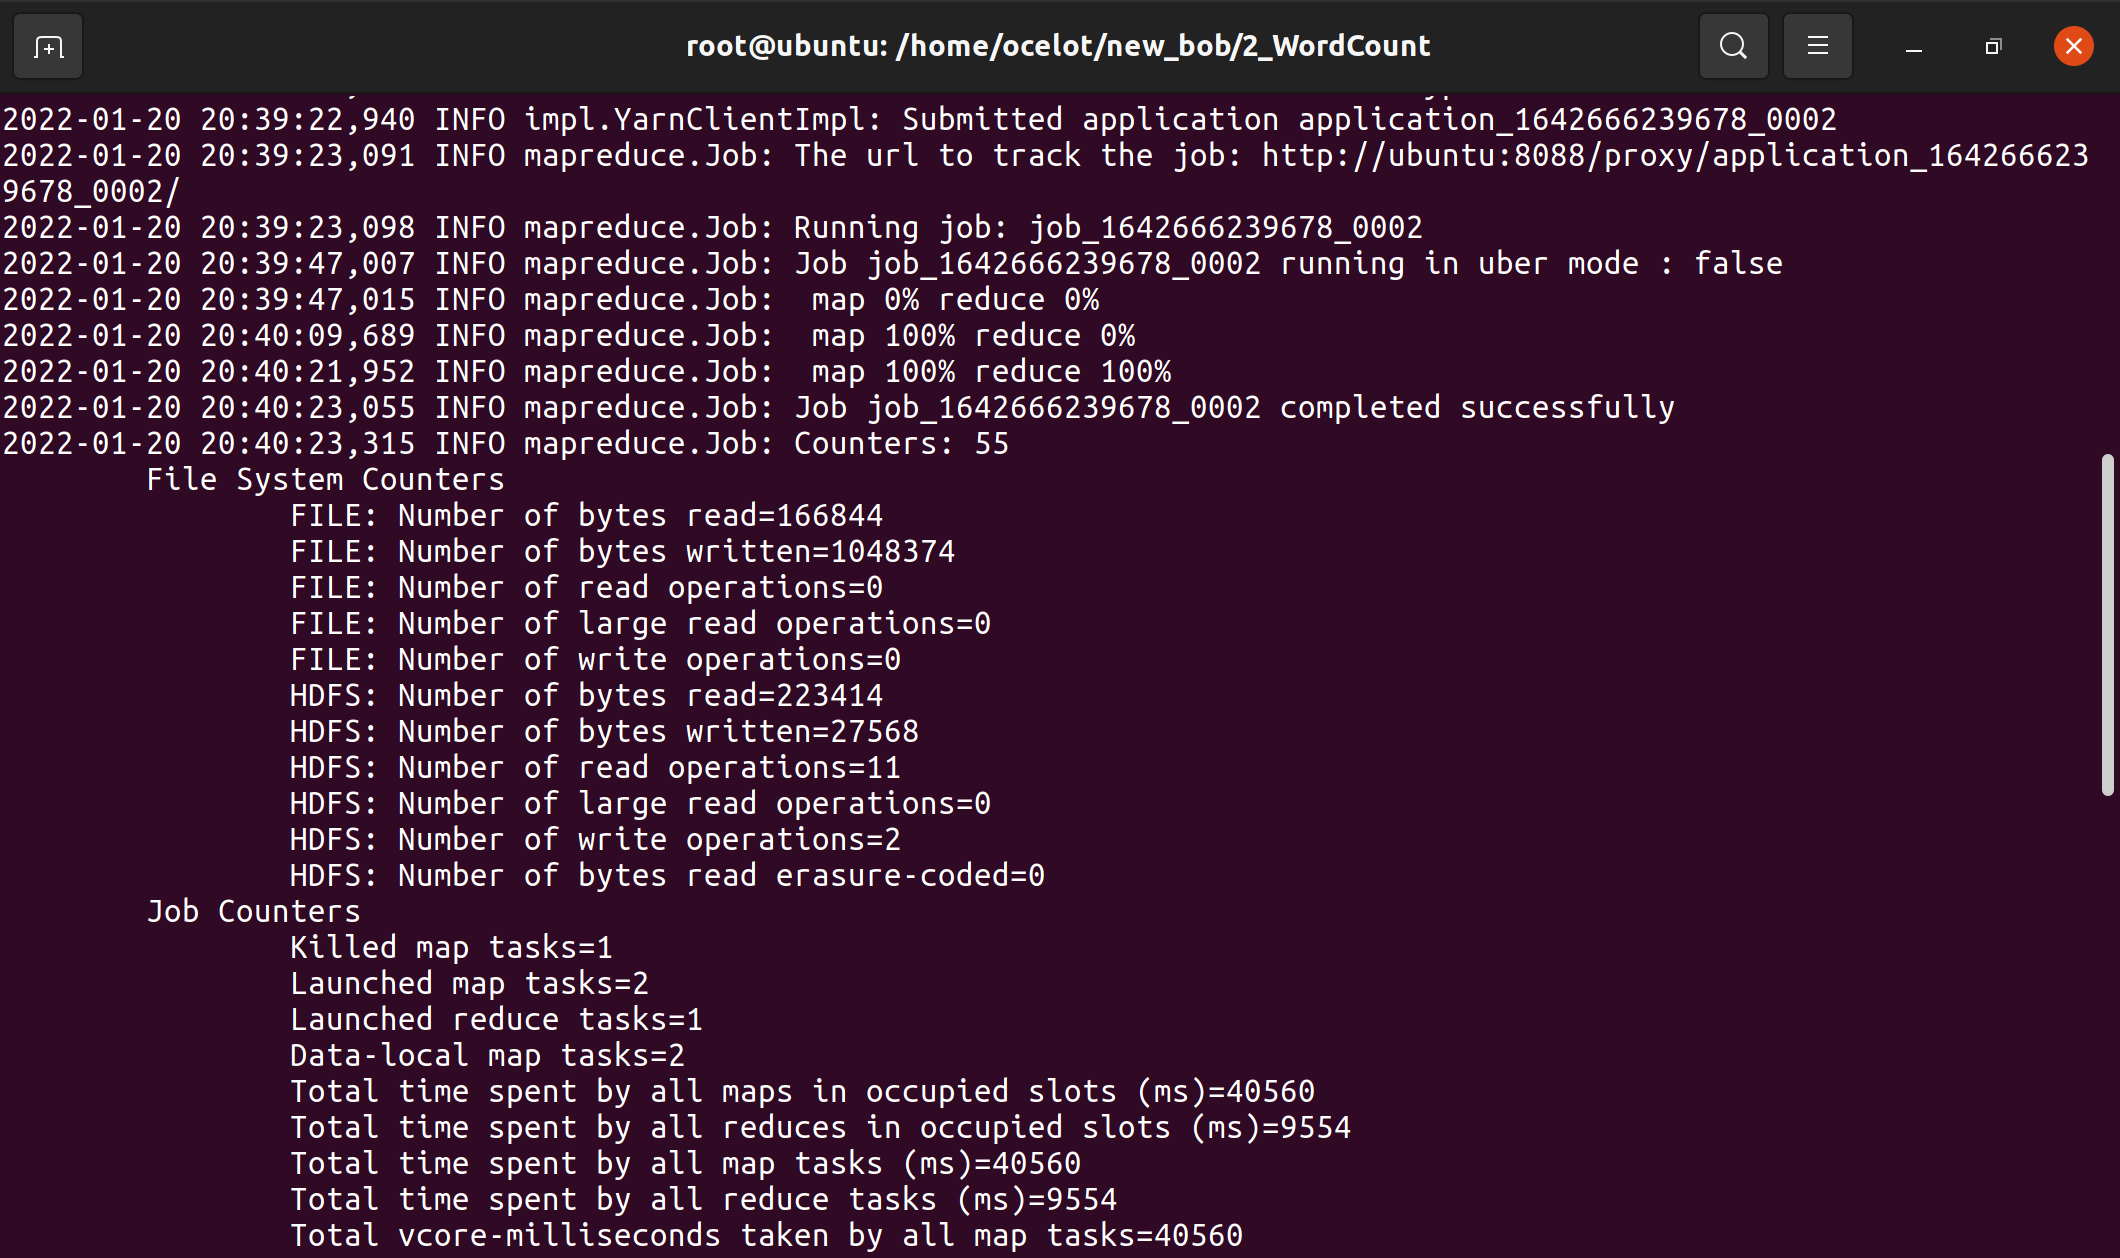 root@ubuntu: /home/ocelot/new_bob/2_WordCount
2022-01-20 20:39:22,940 INFO impl.YarnClientImpl: Submitted application application_1642666239678_0002
2022-01-20 20:39:23,091 INFO mapreduce.Job: The url to track the job: http://ubuntu:8088/proxy/application_164266623
9678_0002/
2022-01-20 20:39:23,098 INFO mapreduce.Job: Running job: job_1642666239678_0002
2022-01-20 20:39:47,007 INFO mapreduce.Job: Job job_1642666239678_0002 running in uber mode : false
2022-01-20 20:39:47,015 INFO mapreduce.Job:  map 0% reduce 0%
2022-01-20 20:40:09,689 INFO mapreduce.Job:  map 100% reduce 0%
2022-01-20 20:40:21,952 INFO mapreduce.Job:  map 100% reduce 100%
2022-01-20 20:40:23,055 INFO mapreduce.Job: Job job_1642666239678_0002 completed successfully
2022-01-20 20:40:23,315 INFO mapreduce.Job: Counters: 55
File System Counters
FILE: Number of bytes read=166844
FILE: Number of bytes written=1048374
FILE: Number of read operations=0
FILE: Number of large read operations=0
FILE: Number of write operations=0
HDFS: Number of bytes read=223414
HDFS: Number of bytes written=27568
HDFS: Number of read operations=11
HDFS: Number of large read operations=0
HDFS: Number of write operations=2
HDFS: Number of bytes read erasure-coded=0
Job Counters
Killed map tasks=1
Launched map tasks=2
Launched reduce tasks=1
Data-local map tasks=2
Total time spent by all maps in occupied slots (ms)=40560
Total time spent by all reduces in occupied slots (ms)=9554
Total time spent by all map tasks (ms)=40560
Total time spent by all reduce tasks (ms)=9554
Total vcore-milliseconds taken by all map tasks=40560